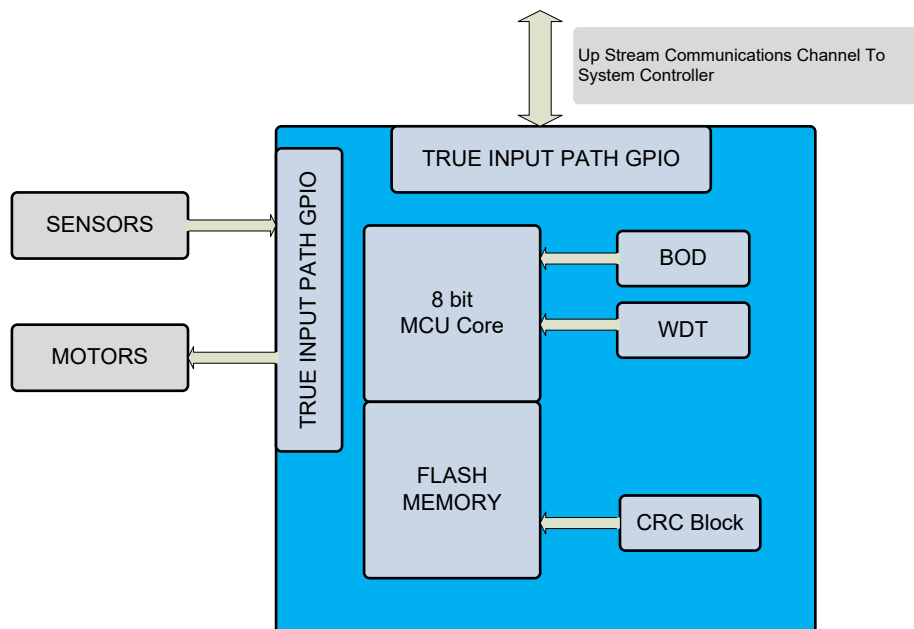 Up Stream Communications Channel To
System Controller
TRUE INPUT PATH GPIO
TRUE INPUT PATH GPIO
SENSORS
MOTORS
8 bit
MCU Core
BOD
WDT
FLASH
MEMORY
CRC Block